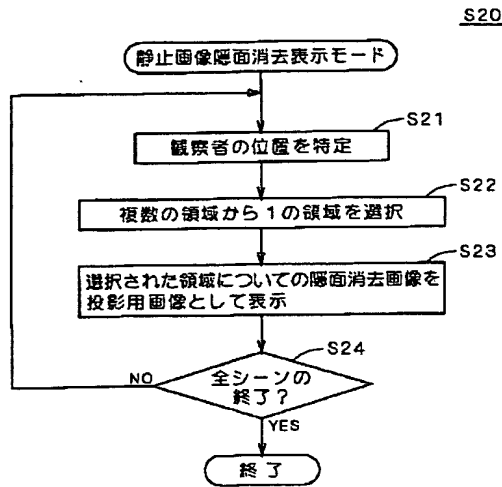 S20
静止画像隠面消去表示モード
S21
観察者の位置を特定
S22
複数の領域から1の領域を選択
S23
選択された領域についての隠面消去画像を
投影用画像として表示
S24
NO
全シーンの
終了?
YES
終了